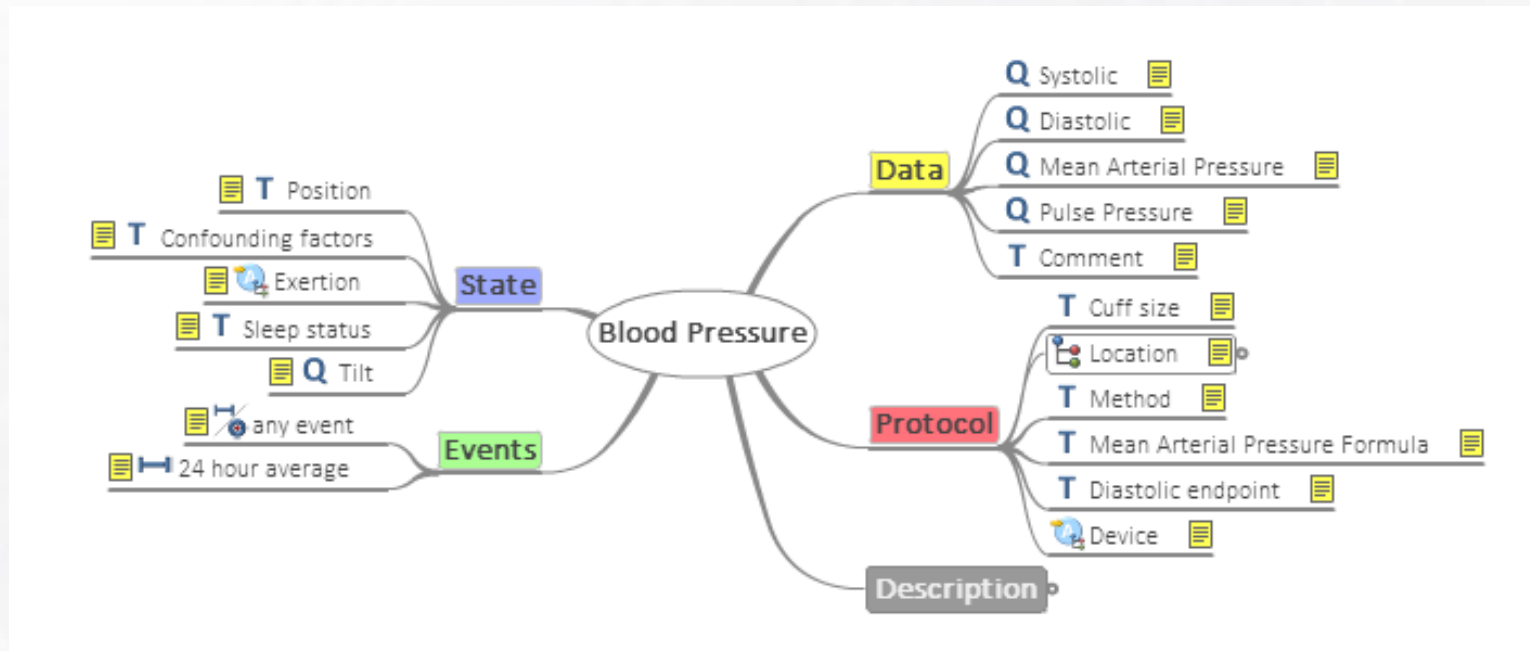 Blood Pressure
Data
Q Systolic
Q Diastolic
Q Mean Arterial Pressure
Q Pulse Pressure
T Comment
Protocol
T Cuff size
Location
T Method
T Mean Arterial Pressure Formula
T Diastolic endpoint
Device
Description
State
T Position
T Confounding factors
Exertion
T Sleep status
Q Tilt
Events
any event
24 hour average